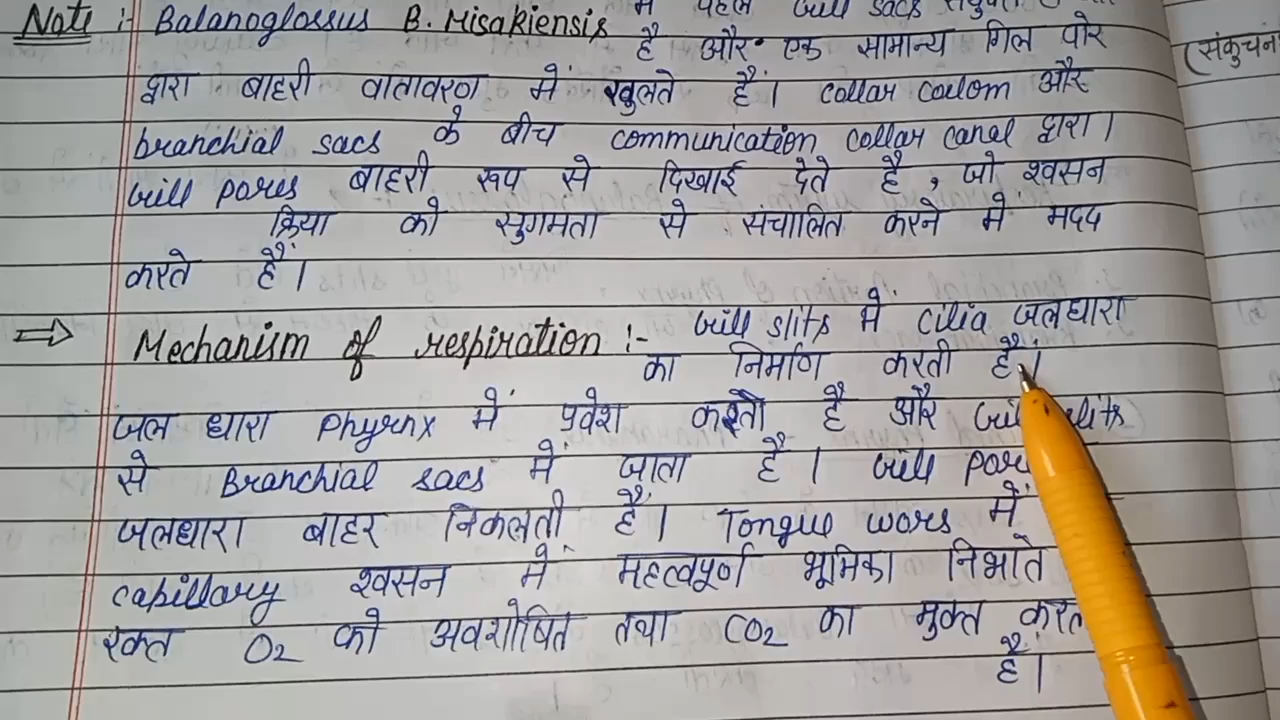 Note :- Balanoglossus B. Misakiensis में पहले Gill sacs
है और एक सामान्य गिल पोर
द्वारा बाहरी वातावरण में खुलते हैं। collar coelom और
branchial sacs के बीच communication collar canal द्वारा।
Gill pores बाहरी रूप से दिखाई देते है, जो श्वसन
क्रिया को सुगमता से संचालित करने मे मदद
करते हैं।
(संकुचन
⇒ Mechanism of respiration :- Gill slits में cilia जलधारा
का निर्माण करती हैं।
जल धारा Phyrnx में प्रवेश करती है और Gill slits
से Branchial sacs में जाता है। Gill pore
जलधारा बाहर निकलती है। Tongue wars में
capillary श्वसन में महत्वपूर्ण भूमिका निभाते
रक्त O2 को अवशोषित तथा CO2 का मुक्त करत
हैं।